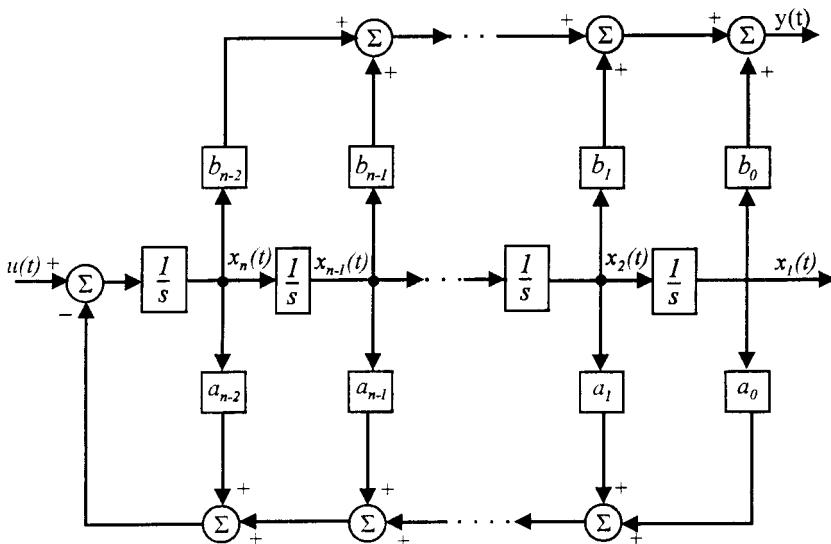 + Σ + · · · + Σ + Σ y(t)
+ + +
b_{n-2} b_{n-1} b_1 b_0
u(t) + Σ 1/s x_n(t) 1/s x_{n-1}(t) · · · 1/s x_2(t) 1/s x_1(t)
−
a_{n-2} a_{n-1} a_1 a_0
+ + +
Σ + Σ + · · · · Σ +